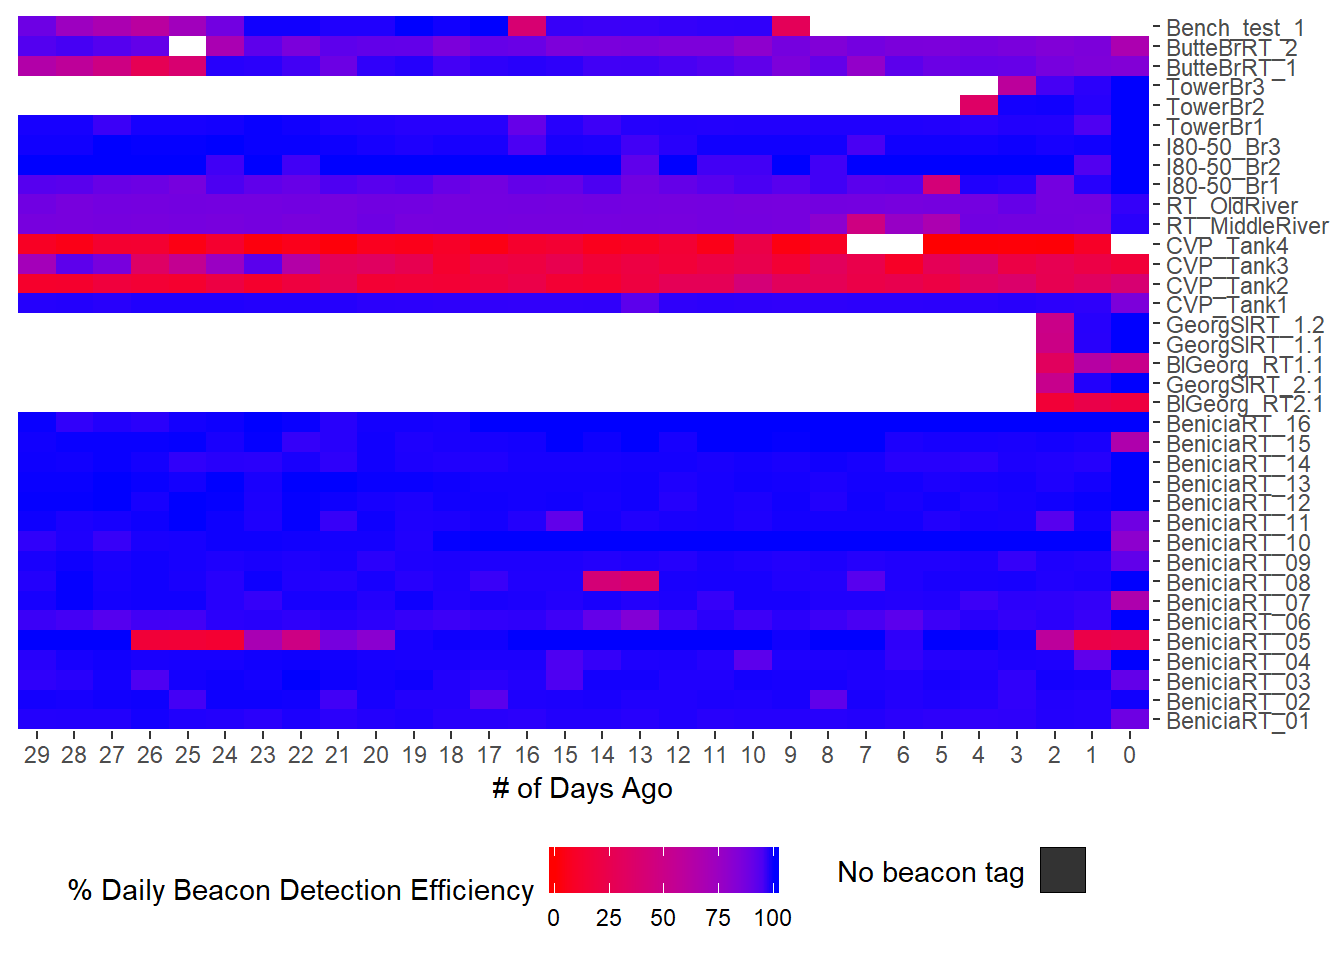 Bench_test_1
ButteBrRT_2
ButteBrRT_1
TowerBr3
TowerBr2
TowerBr1
I80-50_Br3
I80-50_Br2
I80-50_Br1
RT_OldRiver
RT_MiddleRiver
CVP_Tank4
CVP_Tank3
CVP_Tank2
CVP_Tank1
GeorgSlRT_1.2
GeorgSlRT_1.1
BlGeorg_RT1.1
GeorgSlRT_2.1
BlGeorg_RT2.1
BeniciaRT_16
BeniciaRT_15
BeniciaRT_14
BeniciaRT_13
BeniciaRT_12
BeniciaRT_11
BeniciaRT_10
BeniciaRT_09
BeniciaRT_08
BeniciaRT_07
BeniciaRT_06
BeniciaRT_05
BeniciaRT_04
BeniciaRT_03
BeniciaRT_02
BeniciaRT_01
29 28 27 26 25 24 23 22 21 20 19 18 17 16 15 14 13 12 11 10 9 8 7 6 5 4 3 2 1 0
# of Days Ago
% Daily Beacon Detection Efficiency
0 25 50 75 100
No beacon tag